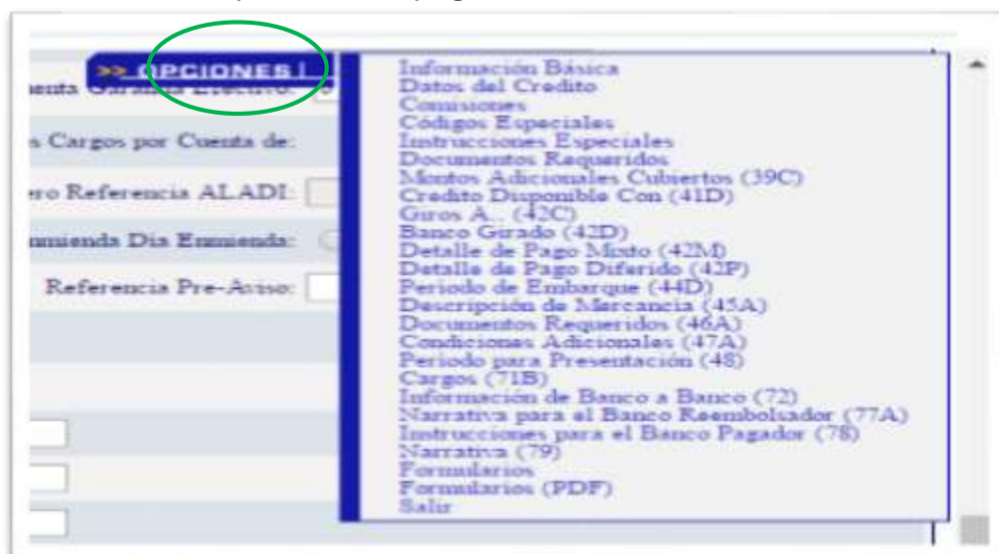 >> OPCIONES |
Efectivo:
s Cargos por Cuenta de:
ero Referencia ALADI:
nmienda Dia Enmienda:
Referencia Pre-Aviso:
Información Básica
Datos del Credito
Comisiones
Códigos Especiales
Instrucciones Especiales
Documentos Requeridos
Montos Adicionales Cubiertos (39C)
Credito Disponible Con (41D)
Giros A.. (42C)
Banco Girado (42D)
Detalle de Pago Mixto (42M)
Detalle de Pago Diferido (42P)
Periodo de Embarque (44D)
Descripción de Mercancia (45A)
Documentos Requeridos (46A)
Condiciones Adicionales (47A)
Periodo para Presentación (48)
Cargos (71B)
Información de Banco a Banco (72)
Narrativa para el Banco Reembolsador (77A)
Instrucciones para el Banco Pagador (78)
Narrativa (79)
Formularios
Formularios (PDF)
Salir